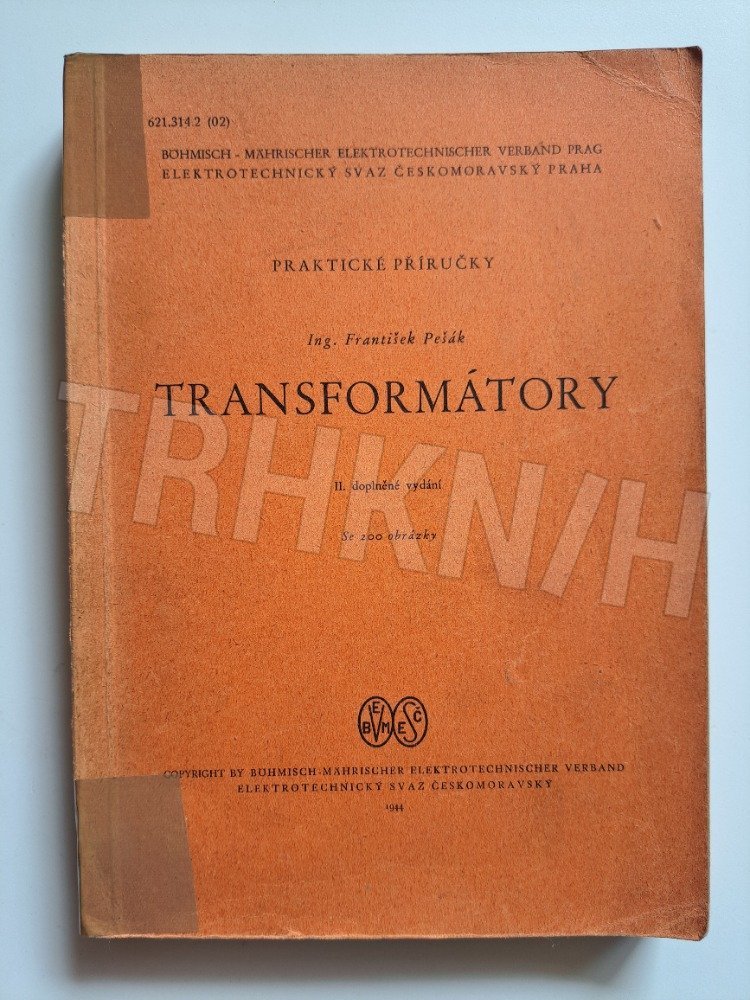 621.314.2 (02)
BÖHMISCH - MÄHRISCHER ELEKTROTECHNISCHER VERBAND PRAG
ELEKTROTECHNICKÝ SVAZ ČESKOMORAVSKÝ PRAHA
PRAKTICKÉ PŘÍRUČKY
Ing. František Pešák
TRANSFORMÁTORY
TRHKNIH
II. doplněné vydání
Se 200 obrázky
BEMESČ
COPYRIGHT BY BÖHMISCH-MÄHRISCHER ELEKTROTECHNISCHER VERBAND
ELEKTROTECHNICKÝ SVAZ ČESKOMORAVSKÝ
1944